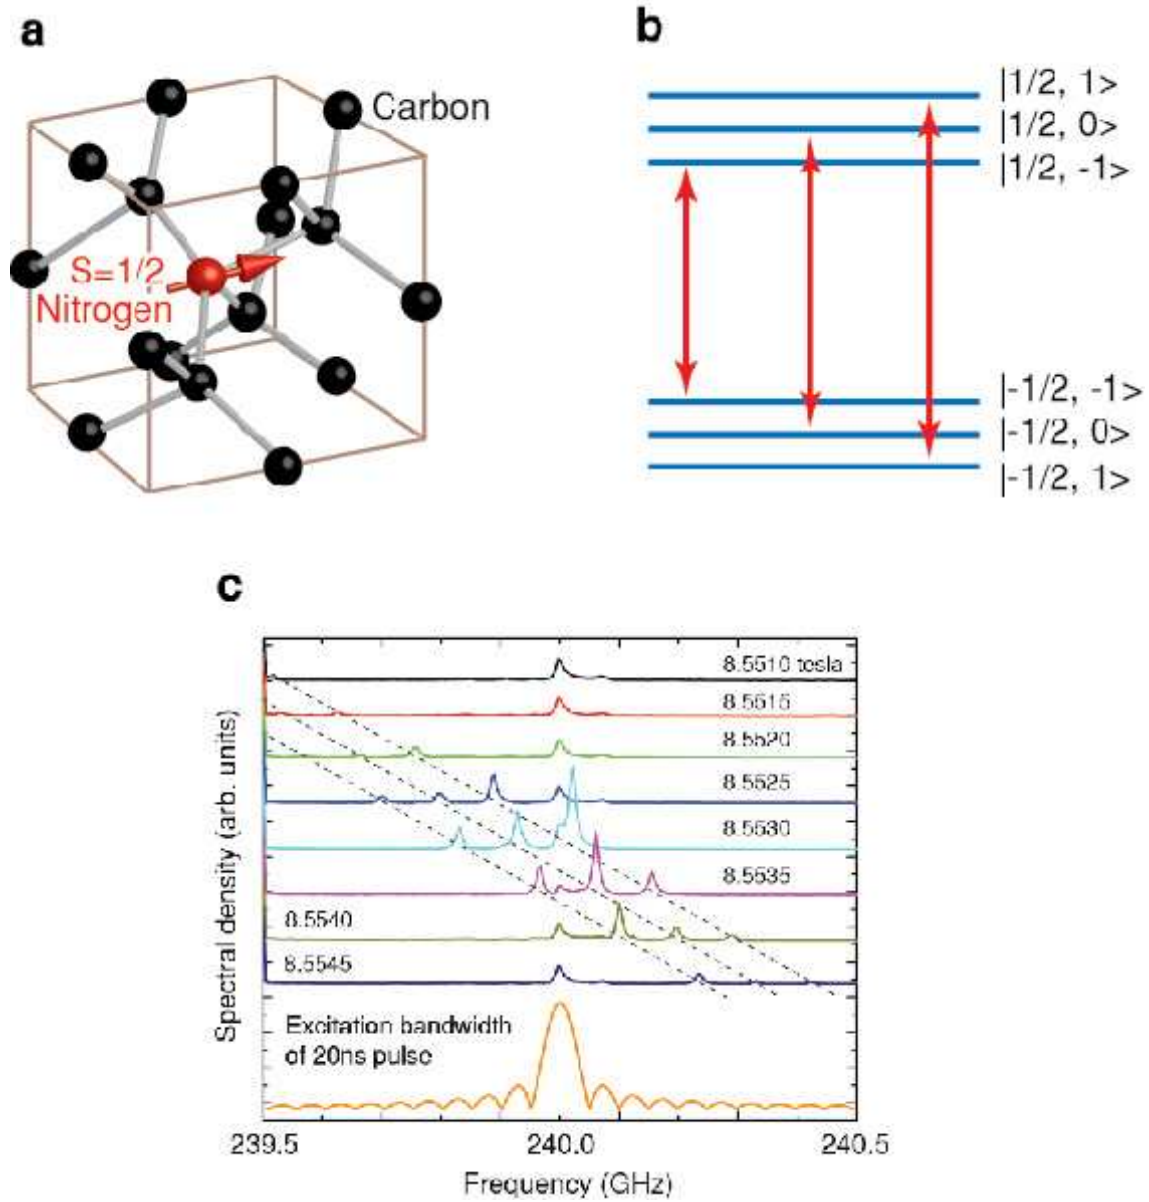 a
Carbon
S=1/2
Nitrogen
b
|1/2, 1>
|1/2, 0>
|1/2, -1>
|-1/2, -1>
|-1/2, 0>
|-1/2, 1>
c
Spectral density (arb. units)
8.5510 tesla
8.5515
8.5520
8.5525
8.5530
8.5535
8.5540
8.5545
Excitation bandwidth
of 20ns pulse
239.5
240.0
240.5
Frequency (GHz)